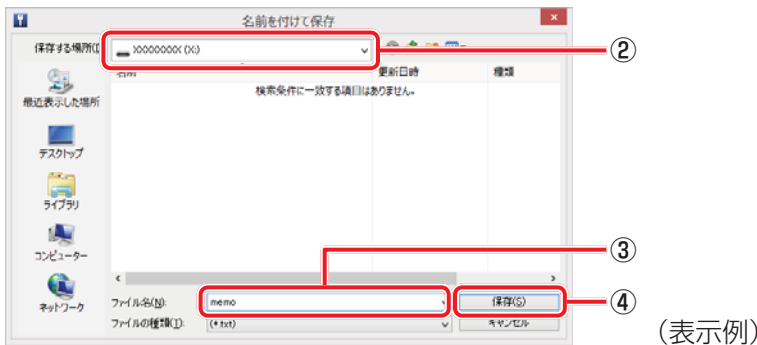 名前を付けて保存
×
保存する場所(I
XXXXXXXX (X:)
②
更新日時
種類
検索条件に一致する項目はありません。
最近表示した場所
デスクトップ
ライブラリ
コンピューター
ネットワーク
③
ファイル名(N):
memo
保存(S)
④
ファイルの種類(T):
(*.txt)
キャンセル
(表示例)